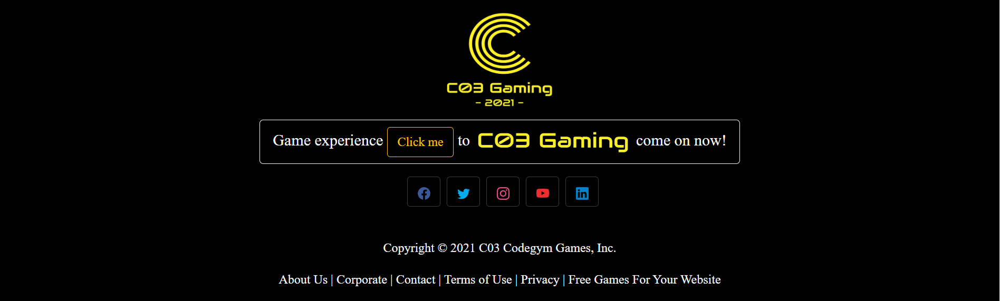 C03 Gaming
- 2021 -
Game experience Click me to C03 Gaming come on now!
Copyright © 2021 C03 Codegym Games, Inc.
About Us | Corporate | Contact | Terms of Use | Privacy | Free Games For Your Website